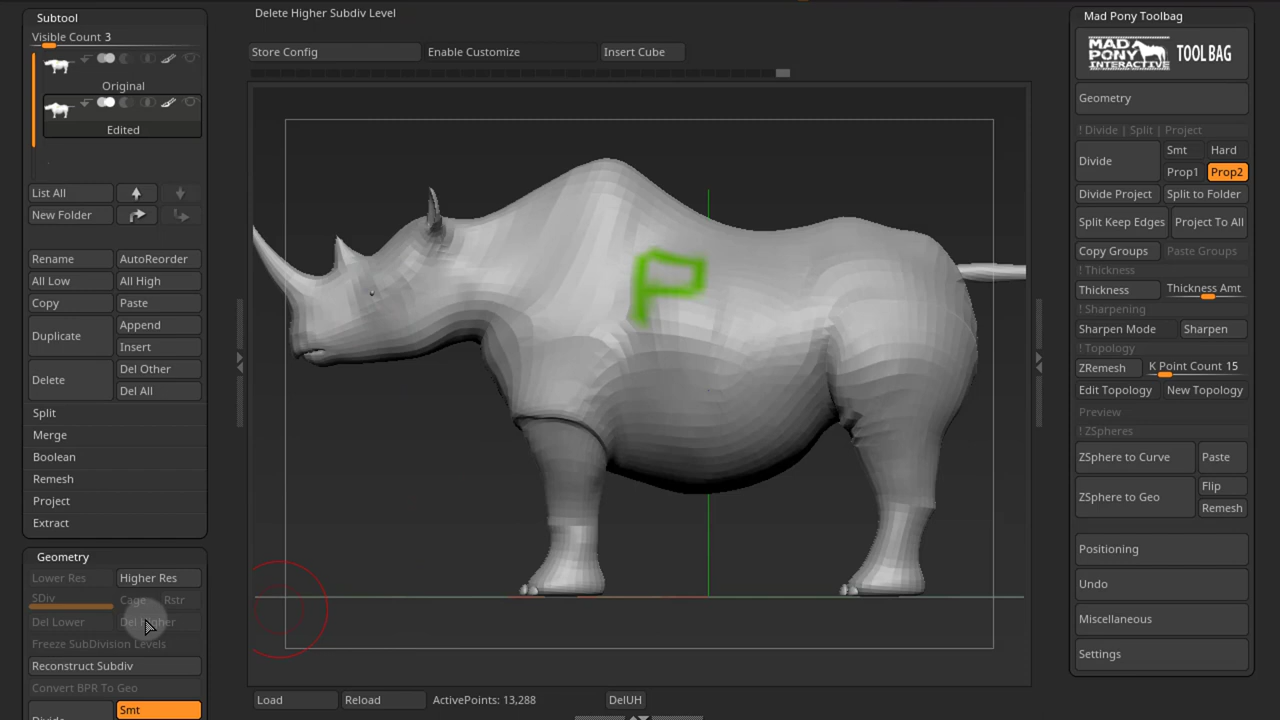 Subtool
Visible Count 3
Original
Edited
List All
New Folder
Rename AutoReorder
All Low All High
Copy Paste
Duplicate Append
Insert
Delete Del Other
Del All
Split
Merge
Boolean
Remesh
Project
Extract
Geometry
Lower Res Higher Res
SDiv Cage Rstr
Del Lower Del Higher
Freeze SubDivision Levels
Reconstruct Subdiv
Convert BPR To Geo
Divide Smt
Delete Higher Subdiv Level
Store Config Enable Customize Insert Cube
P
Load Reload ActivePoints: 13,288 DelUH
Mad Pony Toolbag
MAD PONY INTERACTIVE TOOL BAG
Geometry
! Divide | Split | Project
Divide Smt Hard
Prop1 Prop2
Divide Project Split to Folder
Split Keep Edges Project To All
Copy Groups Paste Groups
! Thickness
Thickness Thickness Amt
! Sharpening
Sharpen Mode Sharpen
! Topology
ZRemesh K Point Count 15
Edit Topology New Topology
Preview
! ZSpheres
ZSphere to Curve Paste
ZSphere to Geo Flip
Remesh
Positioning
Undo
Miscellaneous
Settings